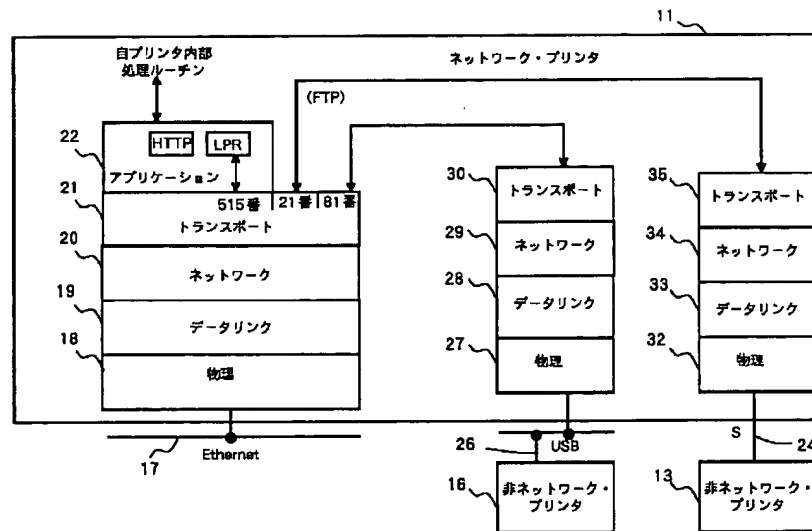 11
自プリンタ内部
処理ルーチン
ネットワーク・プリンタ
(FTP)
22
HTTP
LPR
アプリケーション
30
35
21
515番
21番
81番
トランスポート
トランスポート
トランスポート
20
29
34
ネットワーク
ネットワーク
ネットワーク
19
28
33
データリンク
データリンク
データリンク
18
27
32
物理
物理
物理
17
Ethernet
26
USB
S
24
16
非ネットワーク・
プリンタ
13
非ネットワーク・
プリンタ